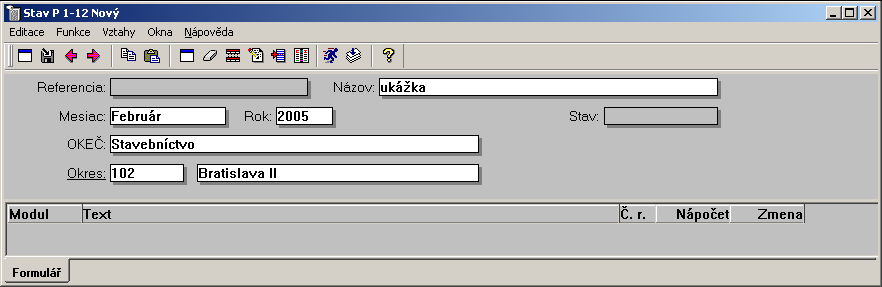 Stav P 1-12 Nový
Editace Funkce Vztahy Okna Nápověda
Referencia: Názov: ukážka
Mesiac: Február Rok: 2005 Stav:
OKEČ: Stavebníctvo
Okres: 102 Bratislava II
Modul Text Č. r. Nápočet Zmena
Formulář